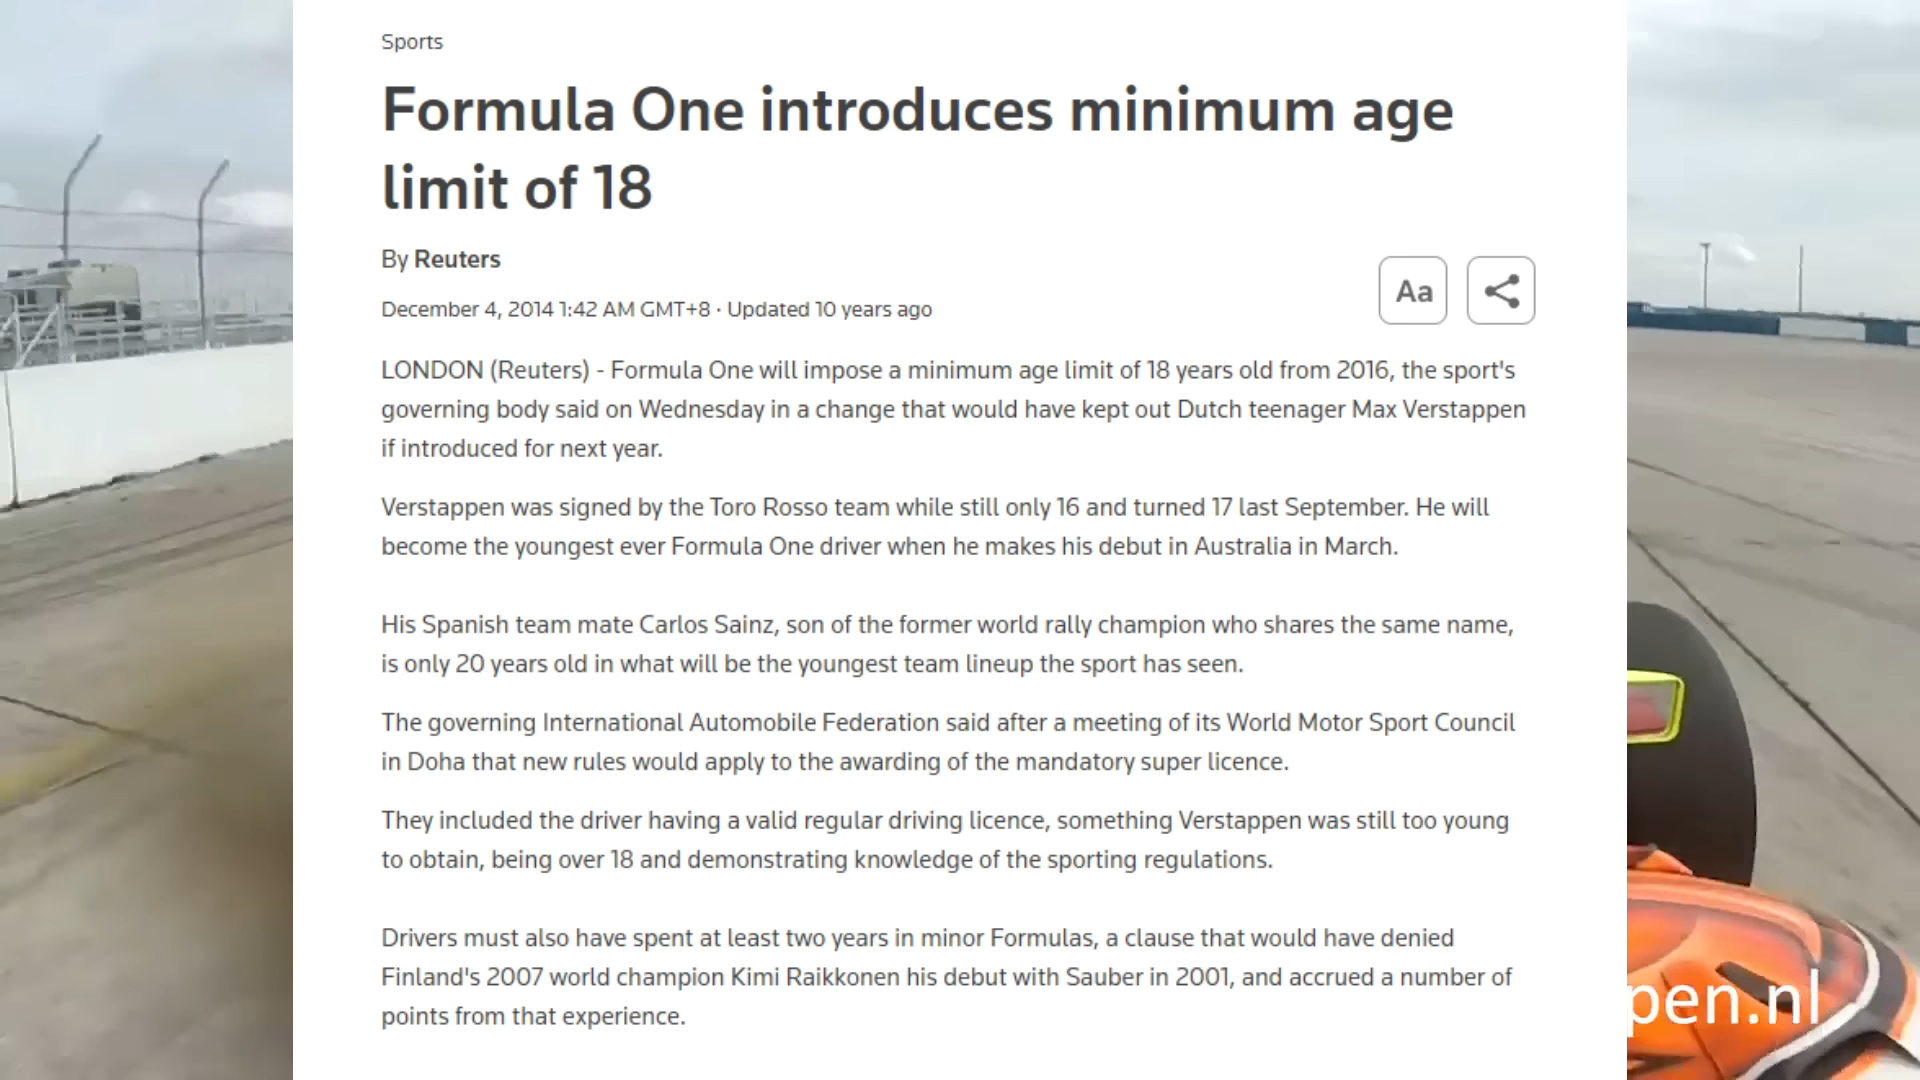 Sports
Formula One introduces minimum age
limit of 18
By Reuters
December 4, 2014 1:42 AM GMT+8 · Updated 10 years ago
Aa
LONDON (Reuters) - Formula One will impose a minimum age limit of 18 years old from 2016, the sport's
governing body said on Wednesday in a change that would have kept out Dutch teenager Max Verstappen
if introduced for next year.
Verstappen was signed by the Toro Rosso team while still only 16 and turned 17 last September. He will
become the youngest ever Formula One driver when he makes his debut in Australia in March.
His Spanish team mate Carlos Sainz, son of the former world rally champion who shares the same name,
is only 20 years old in what will be the youngest team lineup the sport has seen.
The governing International Automobile Federation said after a meeting of its World Motor Sport Council
in Doha that new rules would apply to the awarding of the mandatory super licence.
They included the driver having a valid regular driving licence, something Verstappen was still too young
to obtain, being over 18 and demonstrating knowledge of the sporting regulations.
Drivers must also have spent at least two years in minor Formulas, a clause that would have denied
Finland's 2007 world champion Kimi Raikkonen his debut with Sauber in 2001, and accrued a number of
points from that experience.
pen.nl